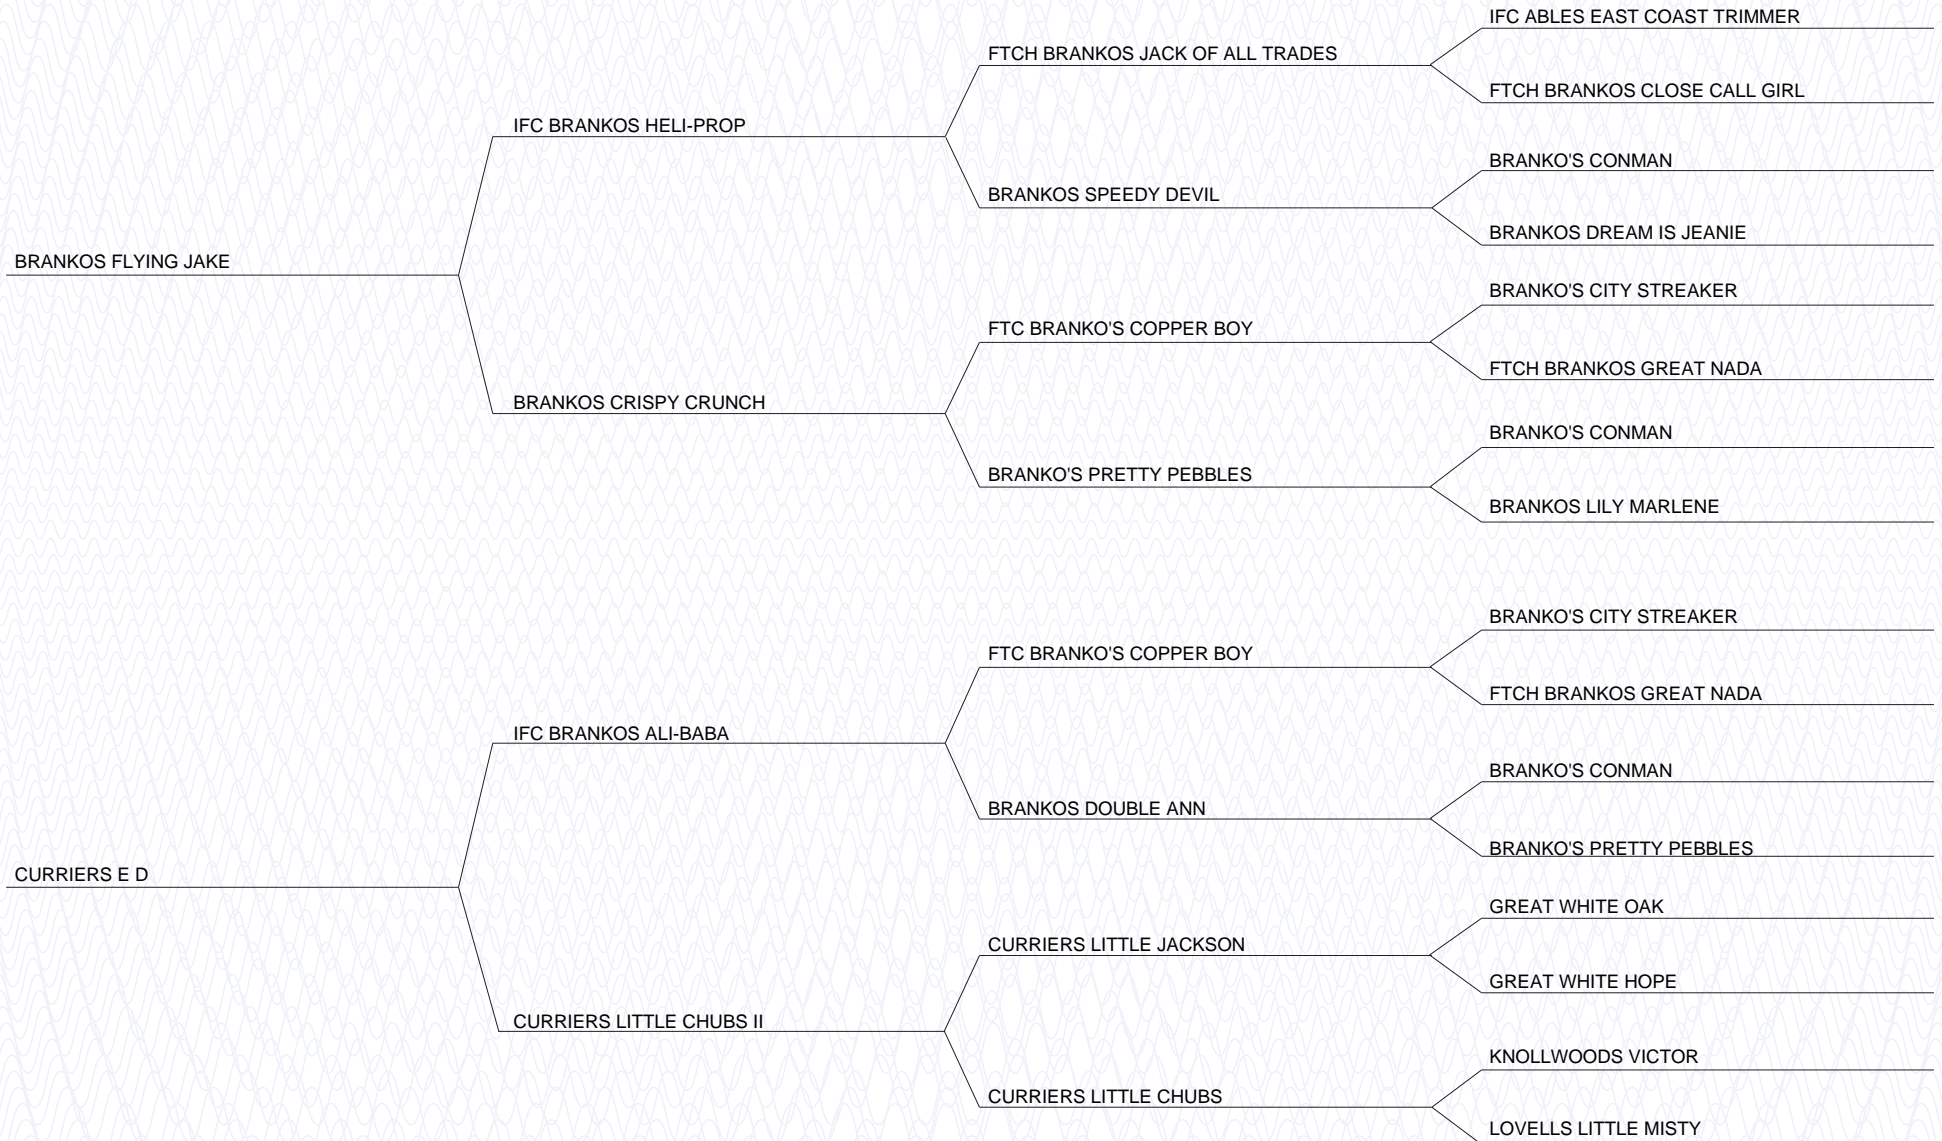 IFC ABLES EAST COAST TRIMMER
FTCH BRANKOS JACK OF ALL TRADES
FTCH BRANKOS CLOSE CALL GIRL
IFC BRANKOS HELI-PROP
BRANKO'S CONMAN
BRANKOS SPEEDY DEVIL
BRANKOS DREAM IS JEANIE
BRANKOS FLYING JAKE
BRANKO'S CITY STREAKER
FTC BRANKO'S COPPER BOY
FTCH BRANKOS GREAT NADA
BRANKOS CRISPY CRUNCH
BRANKO'S CONMAN
BRANKO'S PRETTY PEBBLES
BRANKOS LILY MARLENE
BRANKO'S CITY STREAKER
FTC BRANKO'S COPPER BOY
FTCH BRANKOS GREAT NADA
IFC BRANKOS ALI-BABA
BRANKO'S CONMAN
BRANKOS DOUBLE ANN
BRANKO'S PRETTY PEBBLES
CURRIERS E D
GREAT WHITE OAK
CURRIERS LITTLE JACKSON
GREAT WHITE HOPE
CURRIERS LITTLE CHUBS II
KNOLLWOODS VICTOR
CURRIERS LITTLE CHUBS
LOVELLS LITTLE MISTY